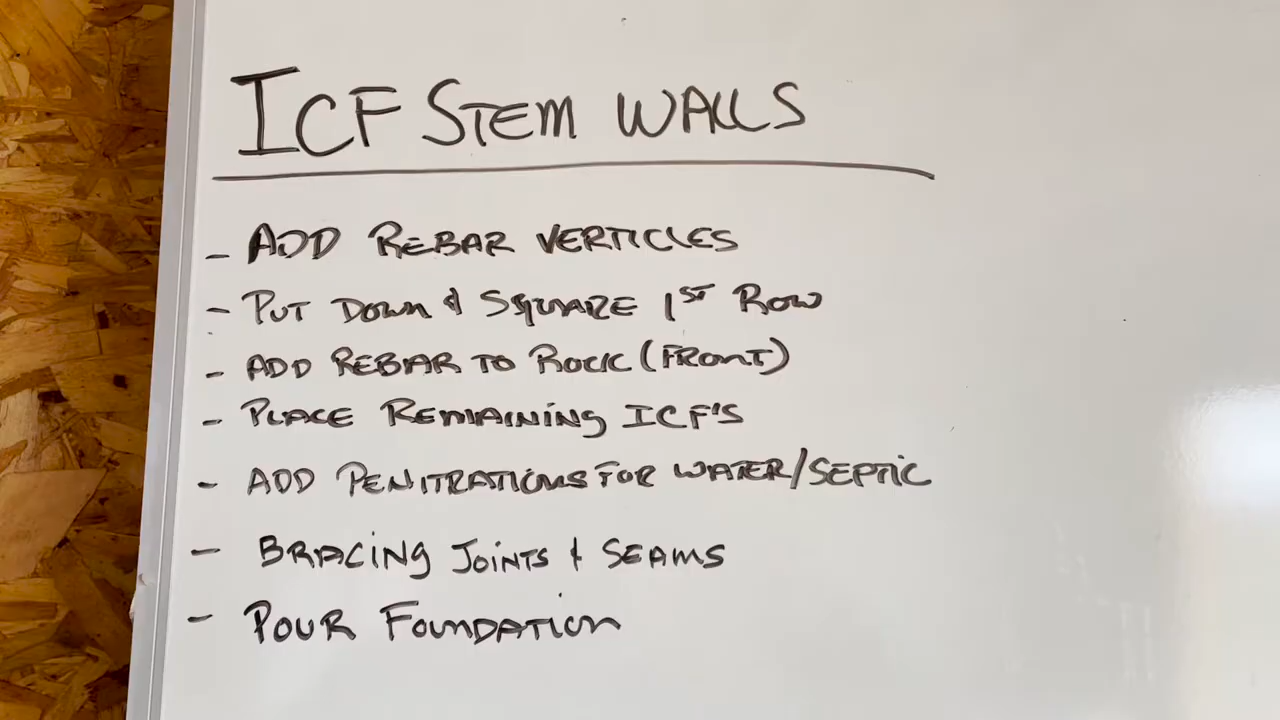 ICF STEM WALLS
- ADD REBAR VERTICLES
- PUT DOWN & SQUARE 1ST ROW
- ADD REBAR TO ROCK (FRONT)
- PLACE REMAINING ICF'S
- ADD PENITRATIONS FOR WATER/SEPTIC
- BRACING JOINTS & SEAMS
- POUR FOUNDATION